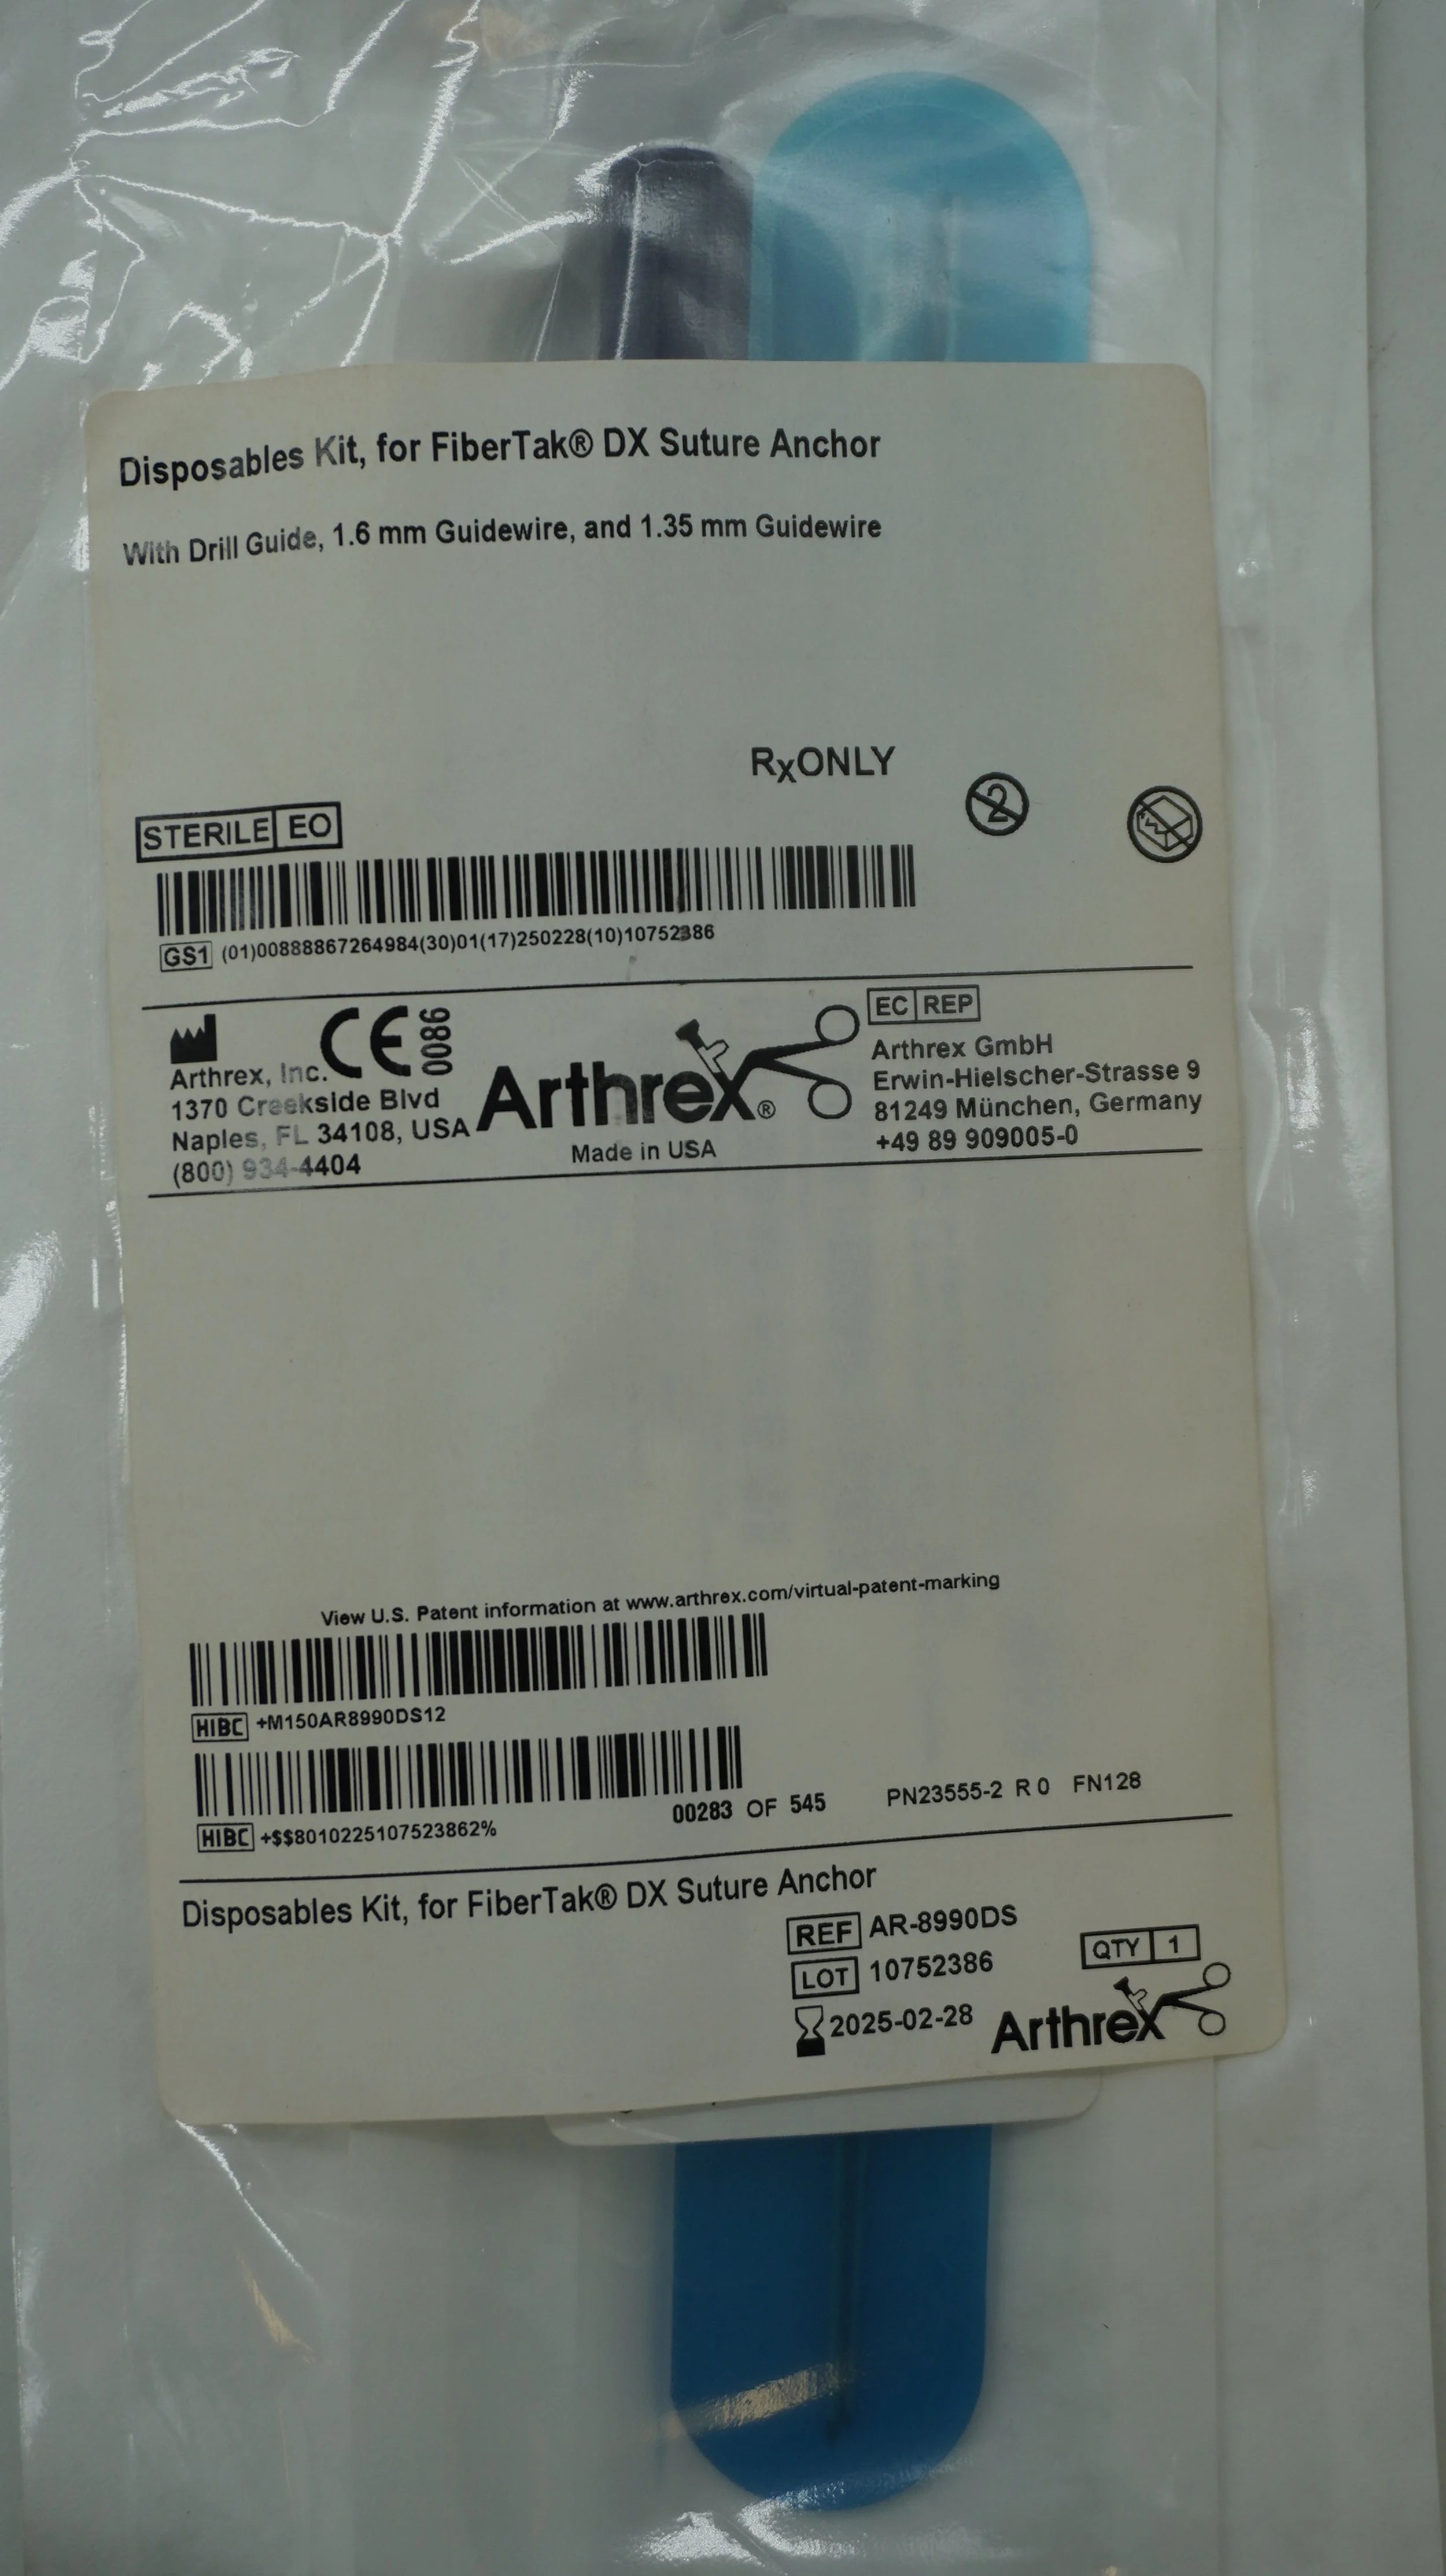 Disposables Kit, for FiberTak® DX Suture Anchor
With Drill Guide, 1.6 mm Guidewire, and 1.35 mm Guidewire
RxONLY
2
STERILE EO
GS1 (01)00888867264984(30)01(17)250228(10)10752386
CE 0086
Arthrex, Inc.
1370 Creekside Blvd
Naples, FL 34108, USA
(800) 934-4404
Arthrex®
Made in USA
EC REP
Arthrex GmbH
Erwin-Hielscher-Strasse 9
81249 München, Germany
+49 89 909005-0
View U.S. Patent information at www.arthrex.com/virtual-patent-marking
HIBC +M150AR8990DS12
HIBC +$$8010225107523862%
00283 OF 545 PN23555-2 R 0 FN128
Disposables Kit, for FiberTak® DX Suture Anchor
REF AR-8990DS
LOT 10752386
QTY 1
2025-02-28
Arthrex